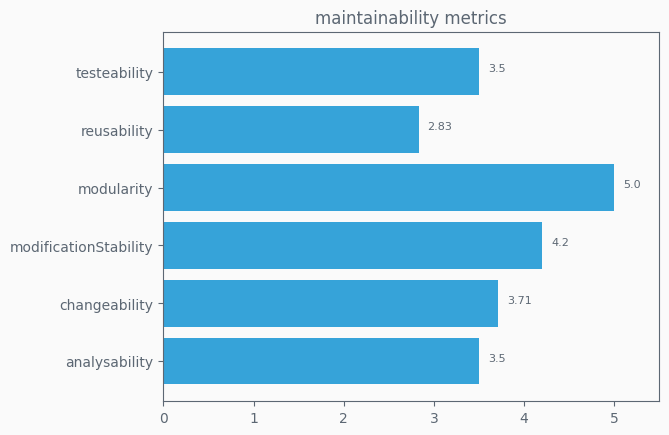 maintainability metrics
testeability 3.5
reusability 2.83
modularity 5.0
modificationStability 4.2
changeability 3.71
analysability 3.5
0 1 2 3 4 5